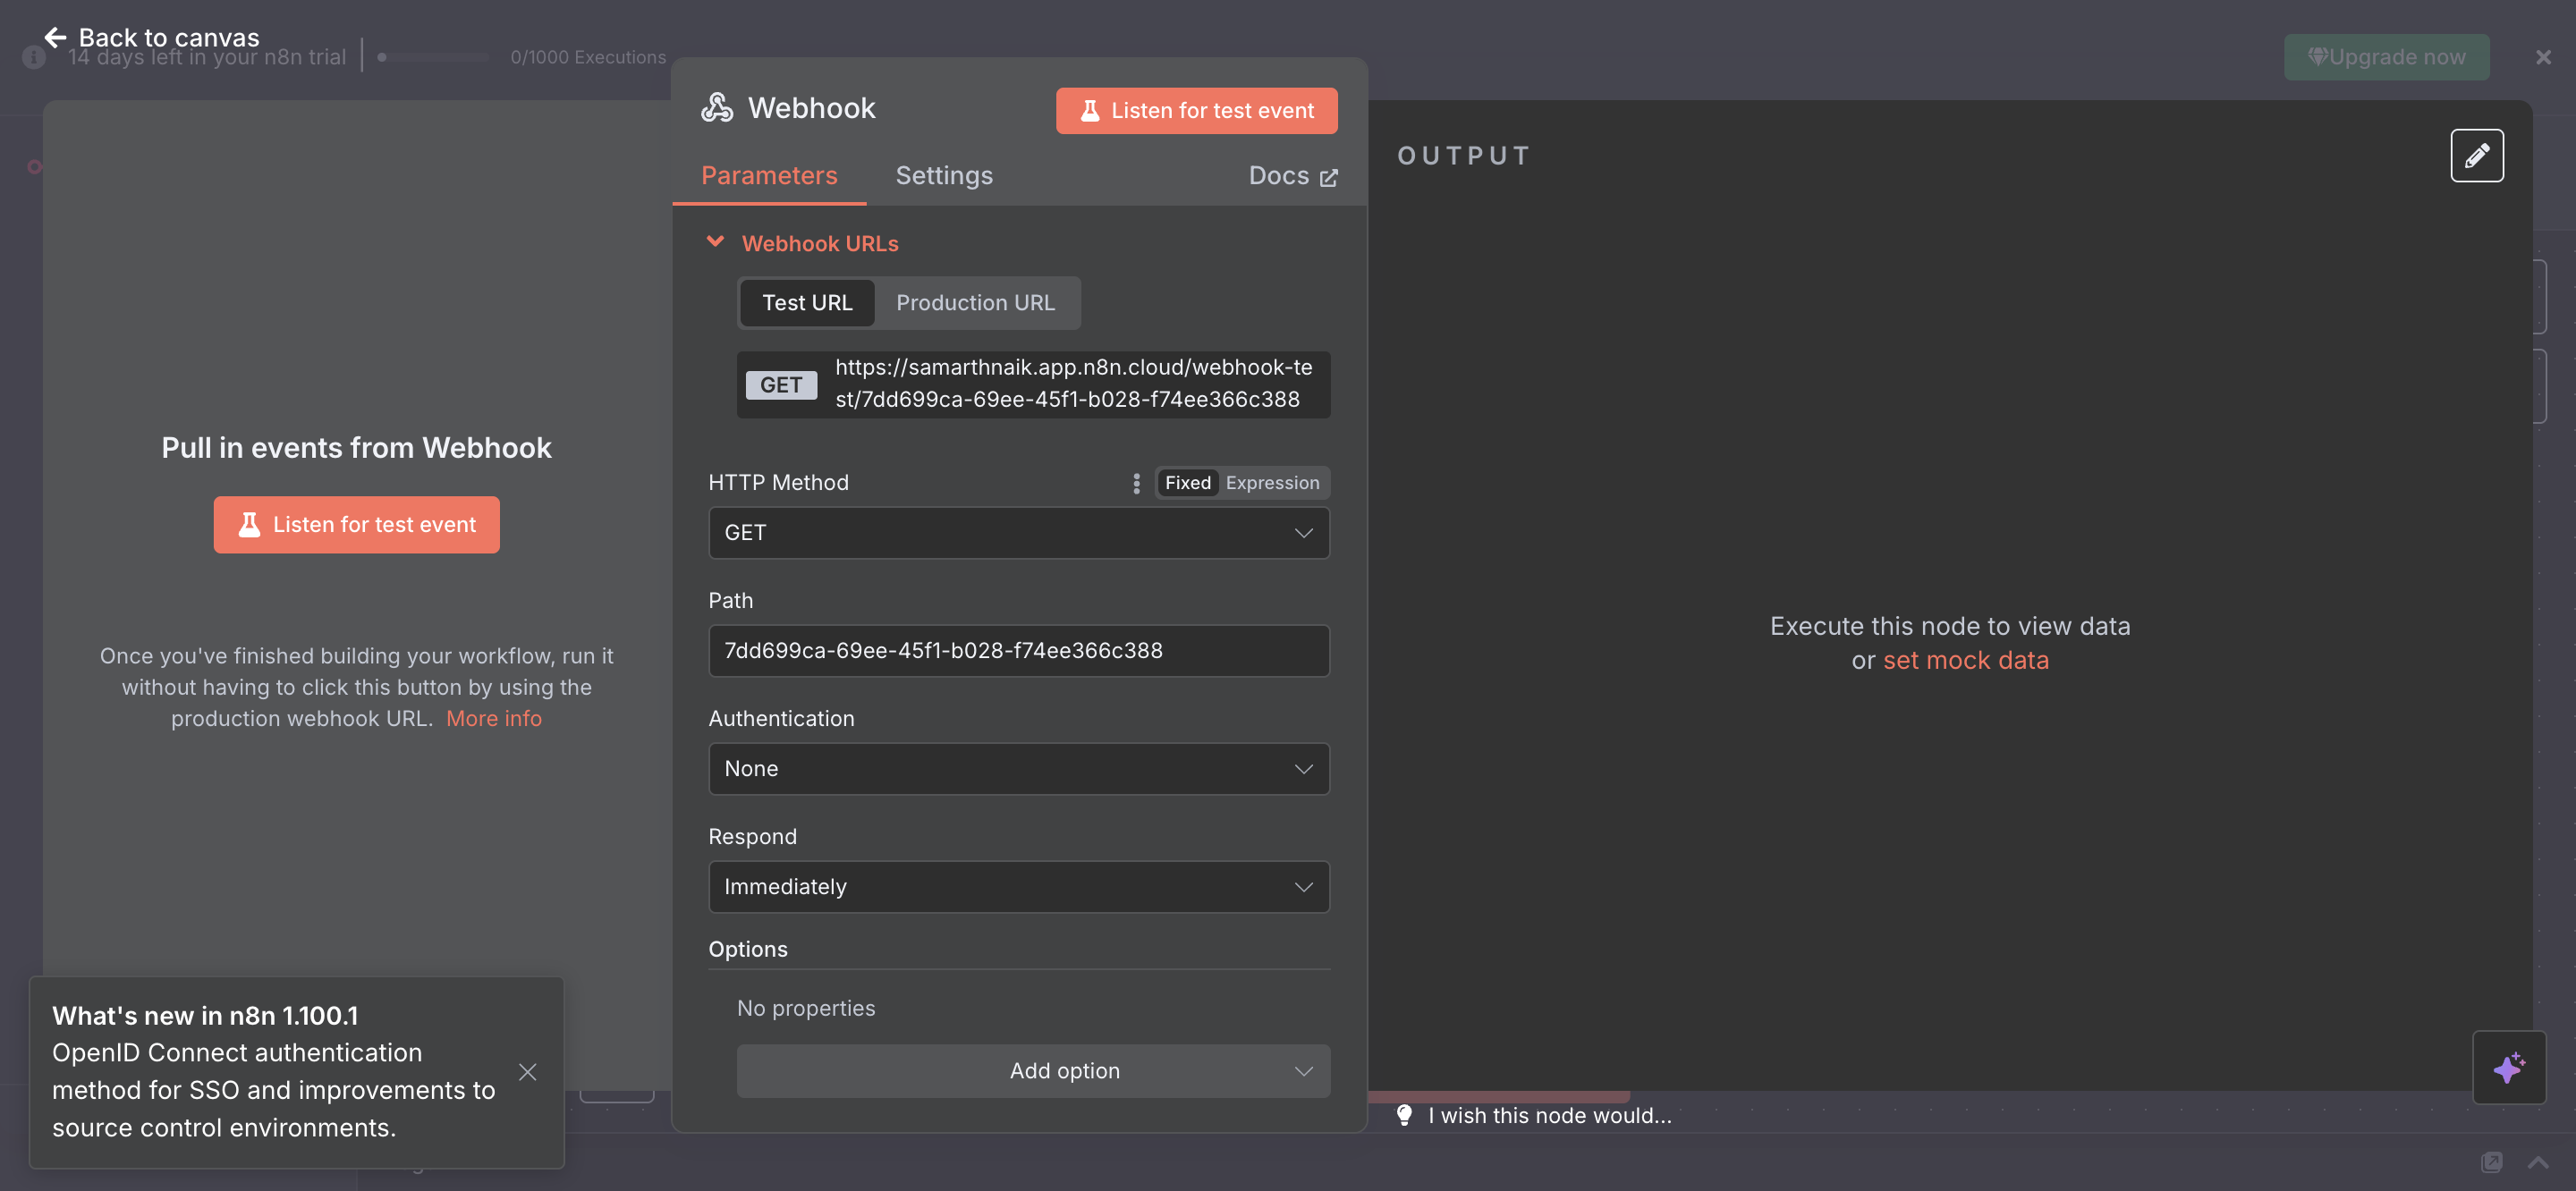 Back to canvas
14 days left in your n8n trial
0/1000 Executions
Upgrade now
Webhook
Listen for test event
Parameters
Settings
Docs
OUTPUT
Webhook URLs
Test URL
Production URL
GET
https://samarthnaik.app.n8n.cloud/webhook-te
st/7dd699ca-69ee-45f1-b028-f74ee366c388
Pull in events from Webhook
Listen for test event
Once you've finished building your workflow, run it
without having to click this button by using the
production webhook URL. More info
HTTP Method
Fixed
Expression
GET
Path
7dd699ca-69ee-45f1-b028-f74ee366c388
Authentication
None
Respond
Immediately
Options
No properties
Add option
Execute this node to view data
or set mock data
What's new in n8n 1.100.1
OpenID Connect authentication
method for SSO and improvements to
source control environments.
I wish this node would...